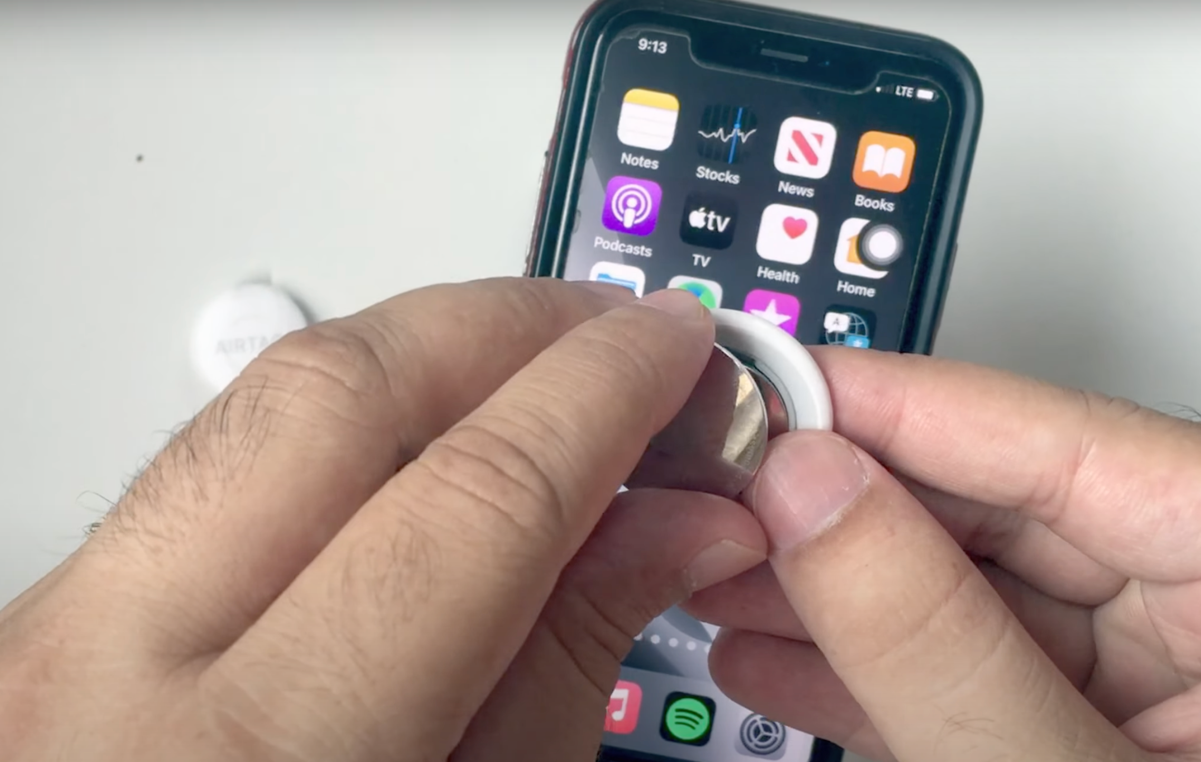 9:13
LTE
Notes
Stocks
News
Books
tv
Podcasts
TV
Health
Home
A